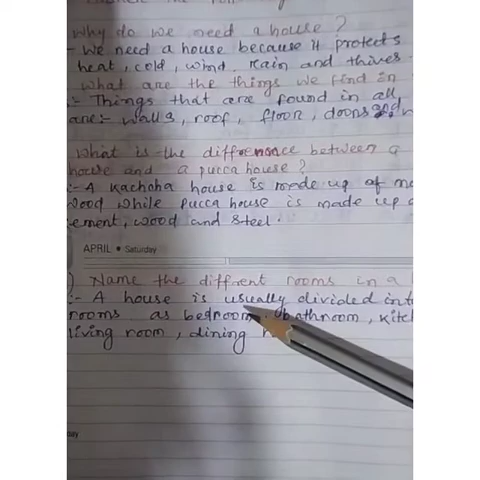 Why do we need a house?
:- We need a house because it protects
heat, cold, wind. Rain and thives
What are the things we find in
:- Things that are found in all
are:- walls, roof, floor, doors and
What is the diffrenance between a
house and a pucca house?
:- A kachcha house is made up of
wood while pucca house is made up
cement, wood and steel.
APRIL • Saturday
) Name the diffrent rooms in a
:- A house is usually divided into
rooms as bedroom, bathroom, kitch
living room, dining